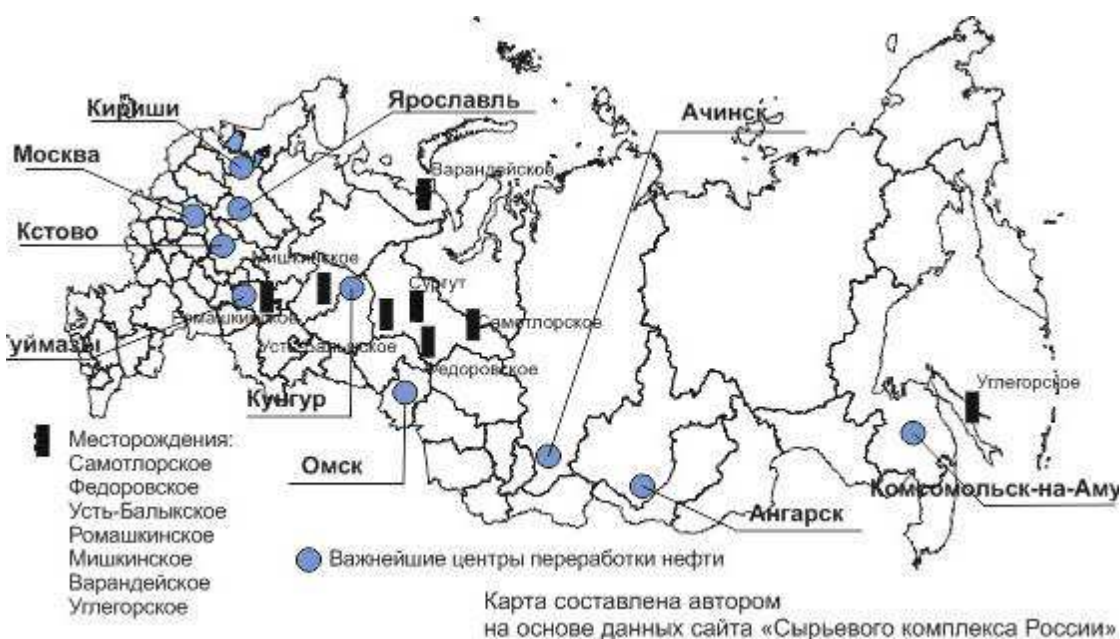 Кириши
Ярославль
Ачинск
Москва
Варандейское
Кстово
Мишкинское
Сургут
Ромашкинское
Самотлорское
Туймазы
Усть-Балыкское
Федоровское
Углегорское
Кунгур
Омск
Комсомольск-на-Аму
Ангарск
Месторождения:
Самотлорское
Федоровское
Усть-Балыкское
Ромашкинское
Мишкинское
Варандейское
Углегорское
Важнейшие центры переработки нефти
Карта составлена автором
на основе данных сайта «Сырьевого комплекса России»